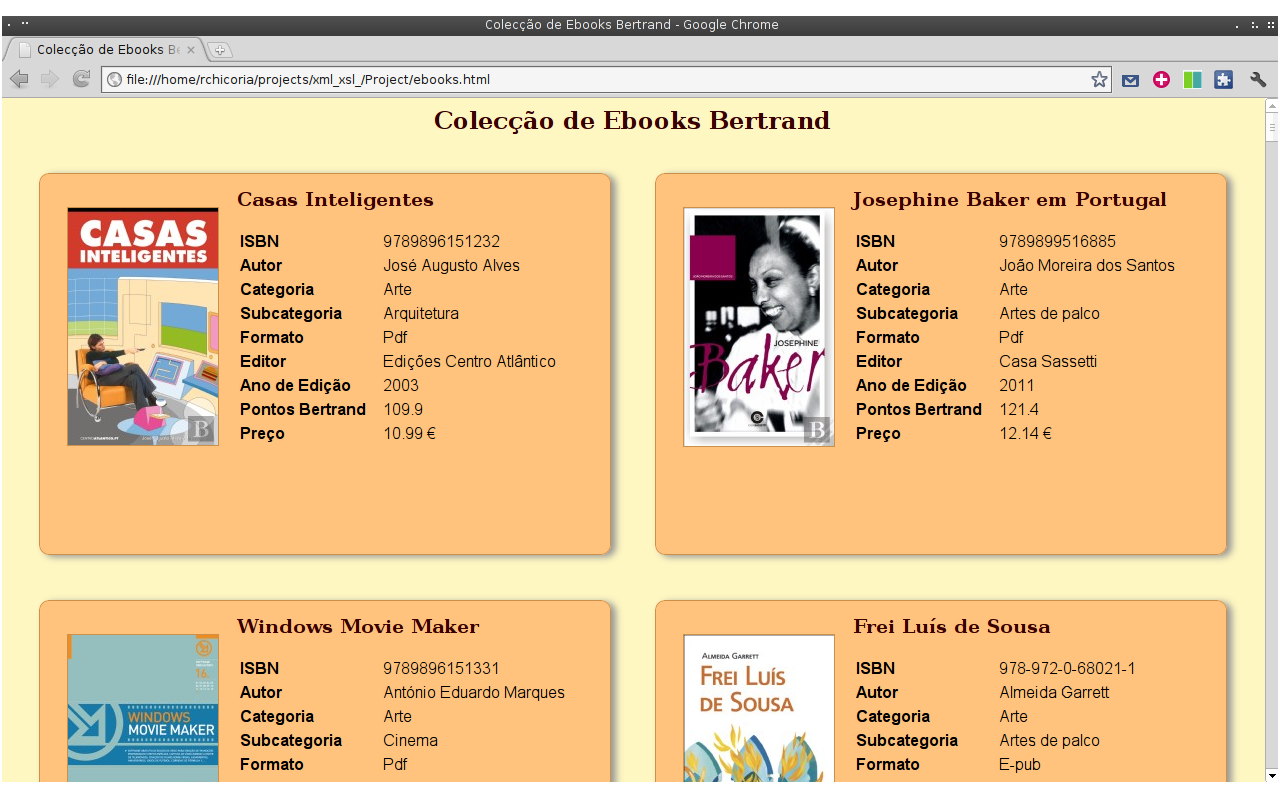 Colecção de Ebooks Bertrand - Google Chrome
Colecção de Ebooks Be
file:///home/rchicoria/projects/xml_xsl_/Project/ebooks.html
Colecção de Ebooks Bertrand
Casas Inteligentes
CASAS
INTELIGENTES
B
ISBN 9789896151232
Autor José Augusto Alves
Categoria Arte
Subcategoria Arquitetura
Formato Pdf
Editor Edições Centro Atlântico
Ano de Edição 2003
Pontos Bertrand 109.9
Preço 10.99 €
Josephine Baker em Portugal
JOSEPHINE
Baker
B
ISBN 9789899516885
Autor João Moreira dos Santos
Categoria Arte
Subcategoria Artes de palco
Formato Pdf
Editor Casa Sassetti
Ano de Edição 2011
Pontos Bertrand 121.4
Preço 12.14 €
Windows Movie Maker
16
WINDOWS
MOVIE MAKER
ISBN 9789896151331
Autor António Eduardo Marques
Categoria Arte
Subcategoria Cinema
Formato Pdf
Frei Luís de Sousa
ALMEIDA GARRETT
FREI LUÍS
DE SOUSA
ISBN 978-972-0-68021-1
Autor Almeida Garrett
Categoria Arte
Subcategoria Artes de palco
Formato E-pub